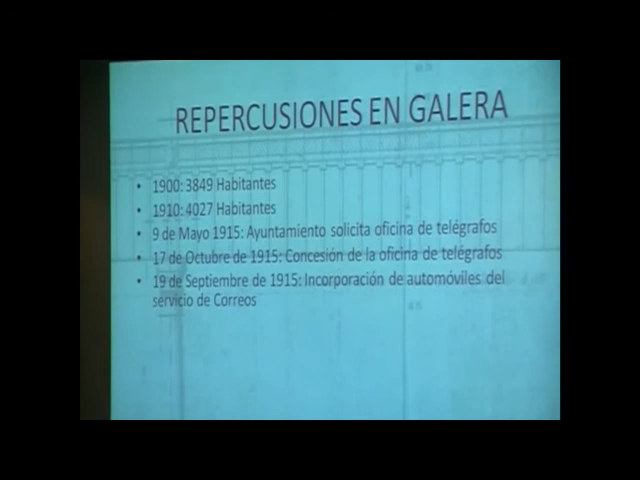 REPERCUSIONES EN GALERA
• 1900: 3849 Habitantes
• 1910: 4027 Habitantes
• 9 de Mayo 1915: Ayuntamiento solicita oficina de telégrafos
• 17 de Octubre de 1915: Concesión de la oficina de telégrafos
• 19 de Septiembre de 1915: Incorporación de automóviles del
servicio de Correos